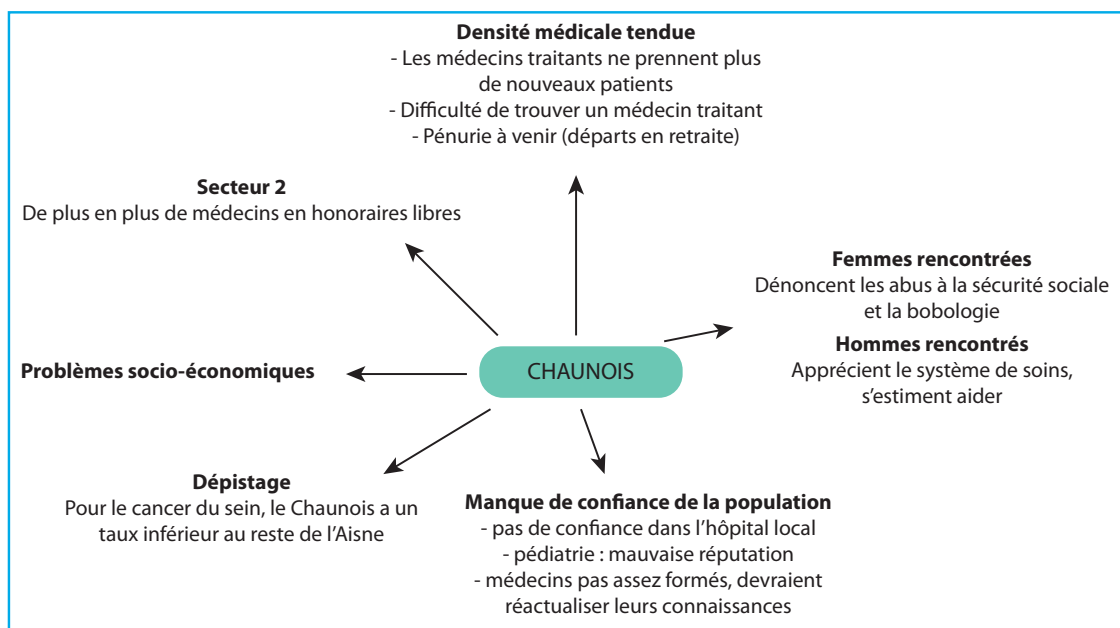 Densité médicale tendue
- Les médecins traitants ne prennent plus
de nouveaux patients
- Difficulté de trouver un médecin traitant
- Pénurie à venir (départs en retraite)
Secteur 2
De plus en plus de médecins en honoraires libres
Femmes rencontrées
Dénoncent les abus à la sécurité sociale
et la bobologie
Hommes rencontrés
Apprécient le système de soins,
s'estiment aider
CHAUNOIS
Problèmes socio-économiques
Dépistage
Pour le cancer du sein, le Chaunois a un
taux inférieur au reste de l'Aisne
Manque de confiance de la population
- pas de confiance dans l'hôpital local
- pédiatrie : mauvaise réputation
- médecins pas assez formés, devraient
réactualiser leurs connaissances